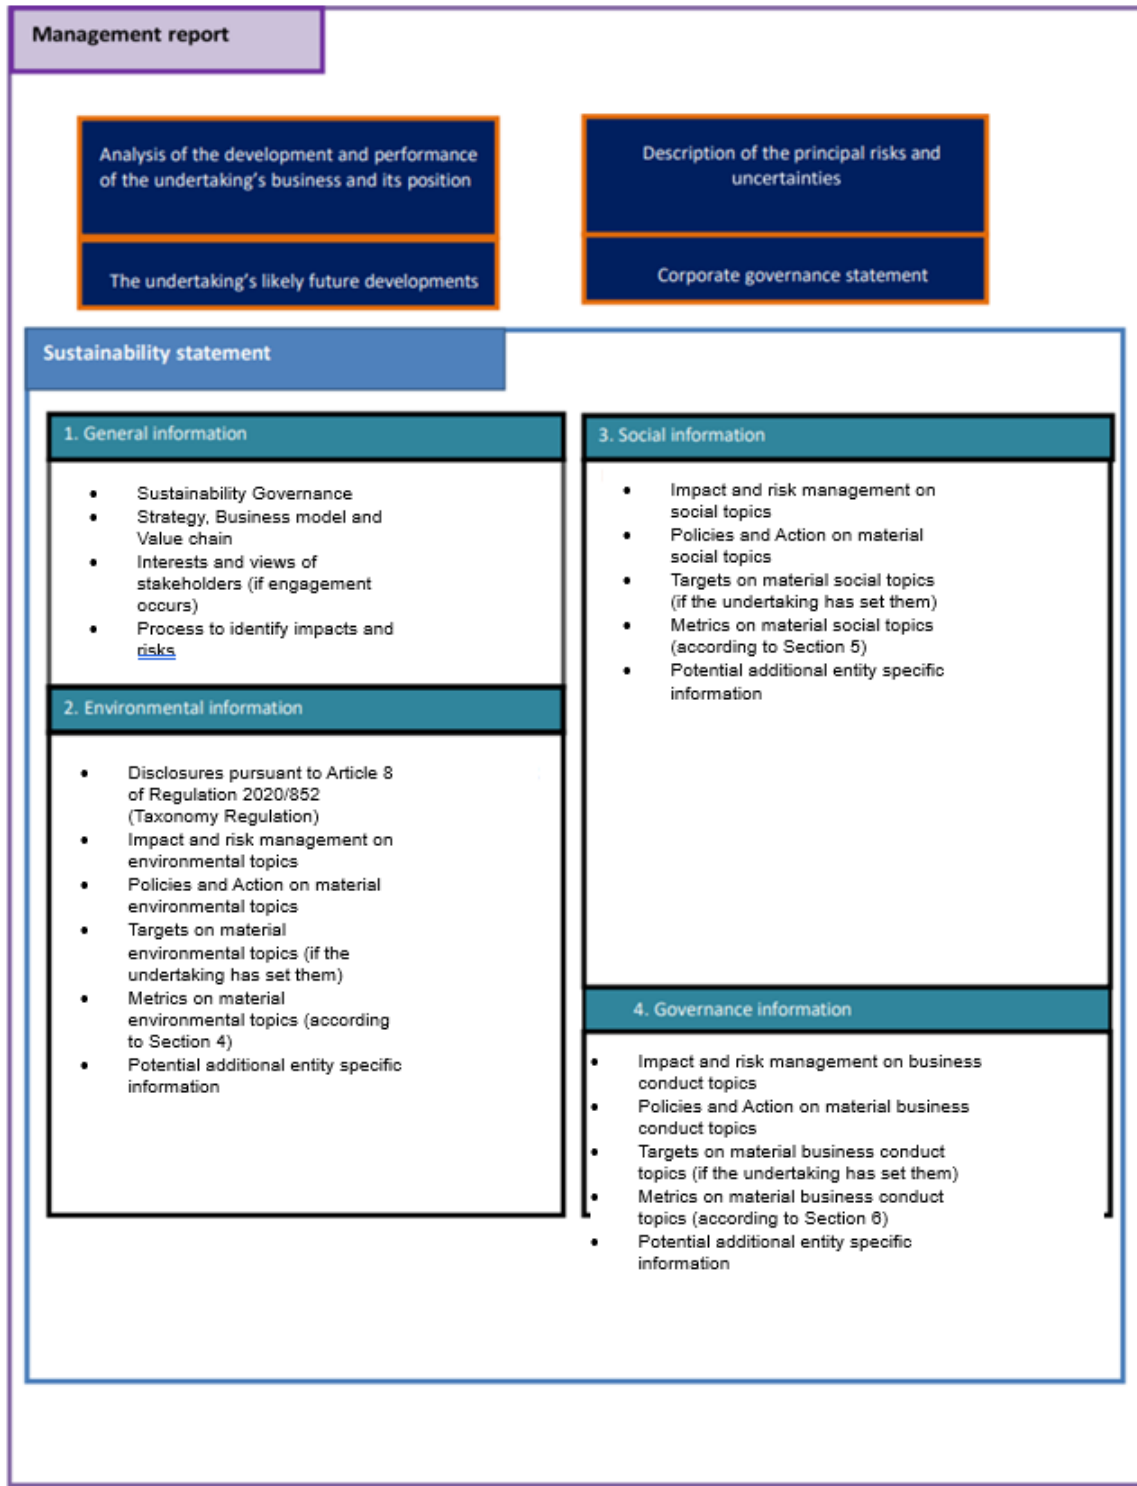 Management report
Analysis of the development and performance
of the undertaking's business and its position
Description of the principal risks and
uncertainties
The undertaking's likely future developments
Corporate governance statement
Sustainability statement
1. General information
• Sustainability Governance
• Strategy, Business model and
Value chain
• Interests and views of
stakeholders (if engagement
occurs)
• Process to identify impacts and
risks
2. Environmental information
• Disclosures pursuant to Article 8
of Regulation 2020/852
(Taxonomy Regulation)
• Impact and risk management on
environmental topics
• Policies and Action on material
environmental topics
• Targets on material
environmental topics (if the
undertaking has set them)
• Metrics on material
environmental topics (according
to Section 4)
• Potential additional entity specific
information
3. Social information
• Impact and risk management on
social topics
• Policies and Action on material
social topics
• Targets on material social topics
(if the undertaking has set them)
• Metrics on material social topics
(according to Section 5)
• Potential additional entity specific
information
4. Governance information
• Impact and risk management on business
conduct topics
• Policies and Action on material business
conduct topics
• Targets on material business conduct
topics (if the undertaking has set them)
• Metrics on material business conduct
topics (according to Section 6)
• Potential additional entity specific
information